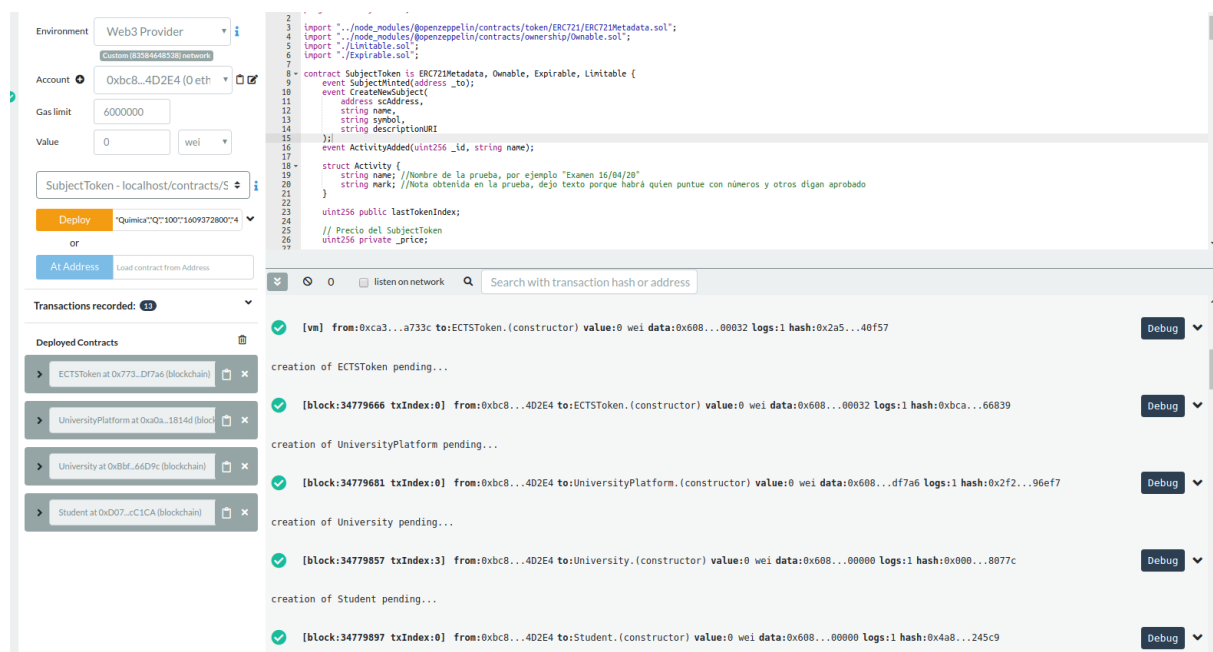 Environment
Web3 Provider
Custom (83584648538) network
Account
0xbc8...4D2E4 (0 eth
Gas limit
6000000
Value
0
wei
SubjectToken - localhost/contracts/S
Deploy
"Quimica","Q","100","1609372800","4
or
At Address
Load contract from Address
Transactions recorded: 13
Deployed Contracts
ECTSToken at 0x773...Df7a6 (blockchain)
UniversityPlatform at 0xa0a...1814d (block
University at 0xBbf...66D9c (blockchain)
Student at 0xD07...cC1CA (blockchain)
2
3 import "../node_modules/@openzeppelin/contracts/token/ERC721/ERC721Metadata.sol";
4 import "../node_modules/@openzeppelin/contracts/ownership/Ownable.sol";
5 import "./Limitable.sol";
6 import "./Expirable.sol";
7
8 contract SubjectToken is ERC721Metadata, Ownable, Expirable, Limitable {
9 event SubjectMinted(address _to);
10 event CreateNewSubject(
11 address scAddress,
12 string name,
13 string symbol,
14 string descriptionURI
15 );
16 event ActivityAdded(uint256 _id, string name);
17
18 struct Activity {
19 string name; //Nombre de la prueba, por ejemplo "Examen 16/04/20"
20 string mark; //Nota obtenida en la prueba, dejo texto porque habrá quien puntue con números y otros digan aprobado
21 }
22
23 uint256 public lastTokenIndex;
24
25 // Precio del SubjectToken
26 uint256 private _price;
27
0
listen on network
Search with transaction hash or address
[vm] from:0xca3...a733c to:ECTSToken.(constructor) value:0 wei data:0x608...00032 logs:1 hash:0x2a5...40f57
Debug
creation of ECTSToken pending...
[block:34779666 txIndex:0] from:0xbc8...4D2E4 to:ECTSToken.(constructor) value:0 wei data:0x608...00032 logs:1 hash:0xbca...66839
Debug
creation of UniversityPlatform pending...
[block:34779681 txIndex:0] from:0xbc8...4D2E4 to:UniversityPlatform.(constructor) value:0 wei data:0x608...df7a6 logs:1 hash:0x2f2...96ef7
Debug
creation of University pending...
[block:34779857 txIndex:3] from:0xbc8...4D2E4 to:University.(constructor) value:0 wei data:0x608...00000 logs:1 hash:0x000...8077c
Debug
creation of Student pending...
[block:34779897 txIndex:0] from:0xbc8...4D2E4 to:Student.(constructor) value:0 wei data:0x608...00000 logs:1 hash:0x4a8...245c9
Debug